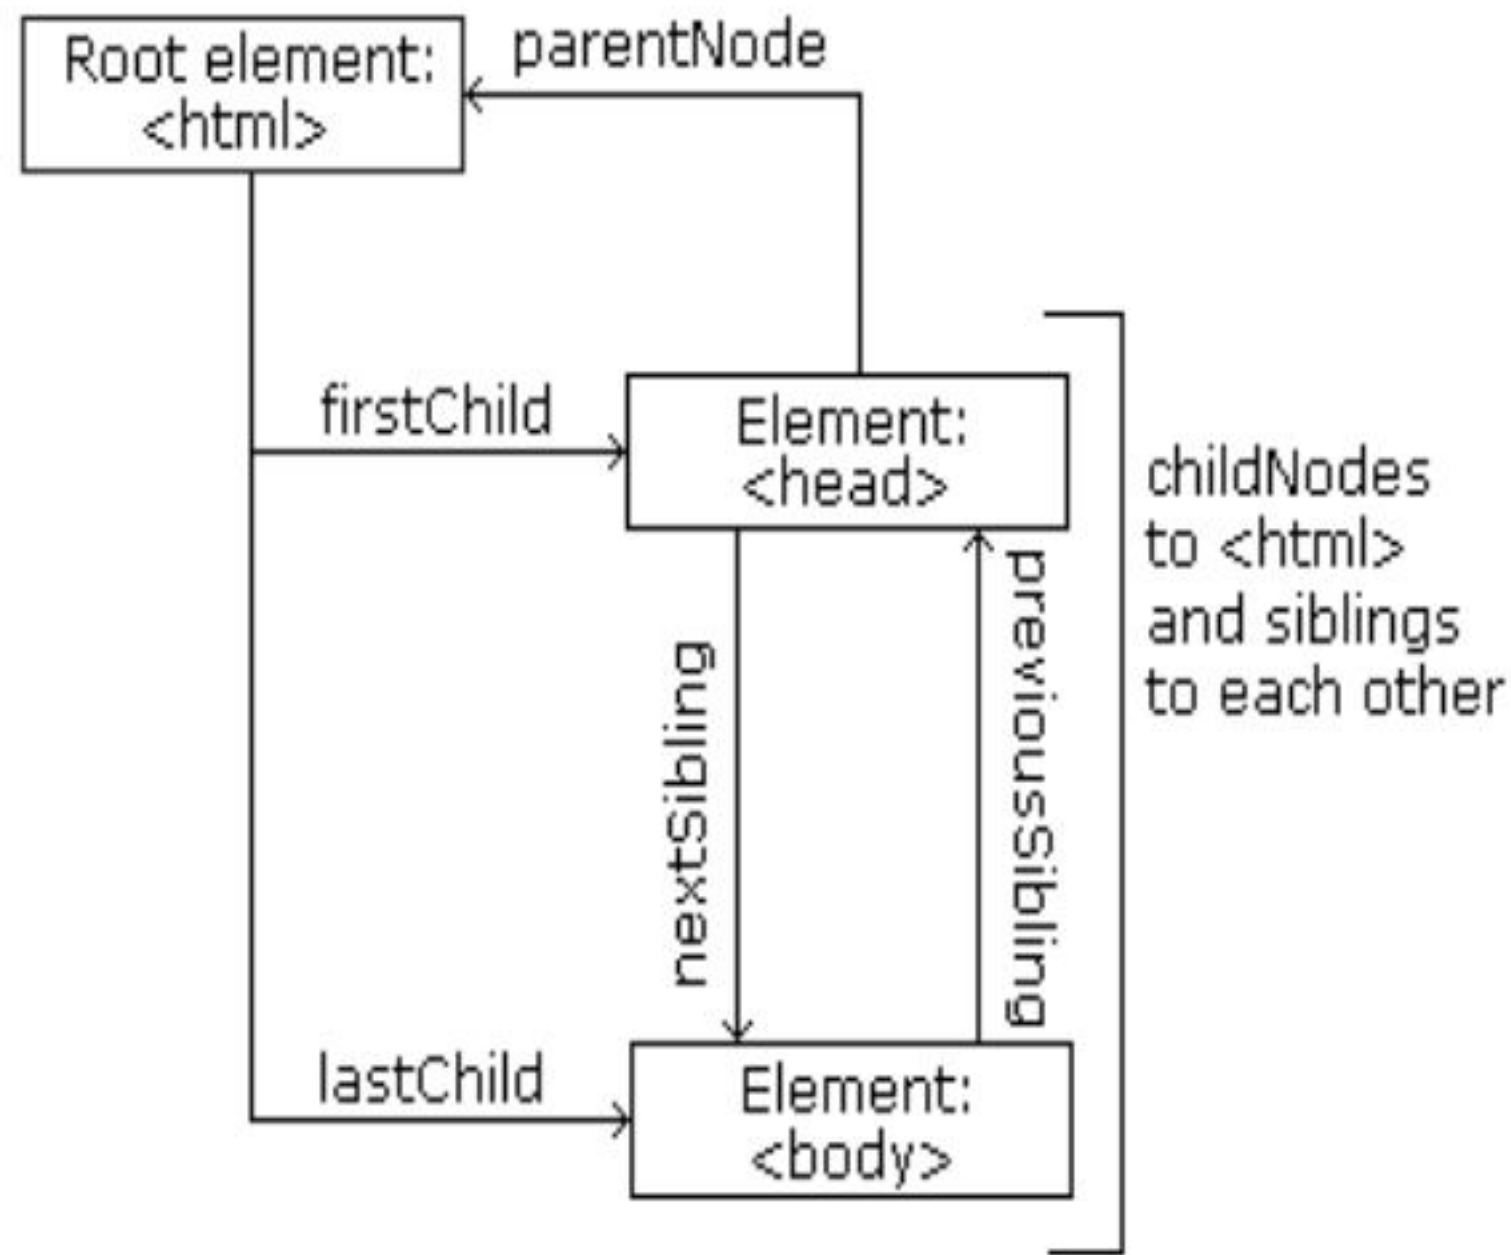 Root element:
<html>
parentNode
firstChild
Element:
<head>
childNodes
to <html>
and siblings
to each other
nextSibling
previousSibling
lastChild
Element:
<body>